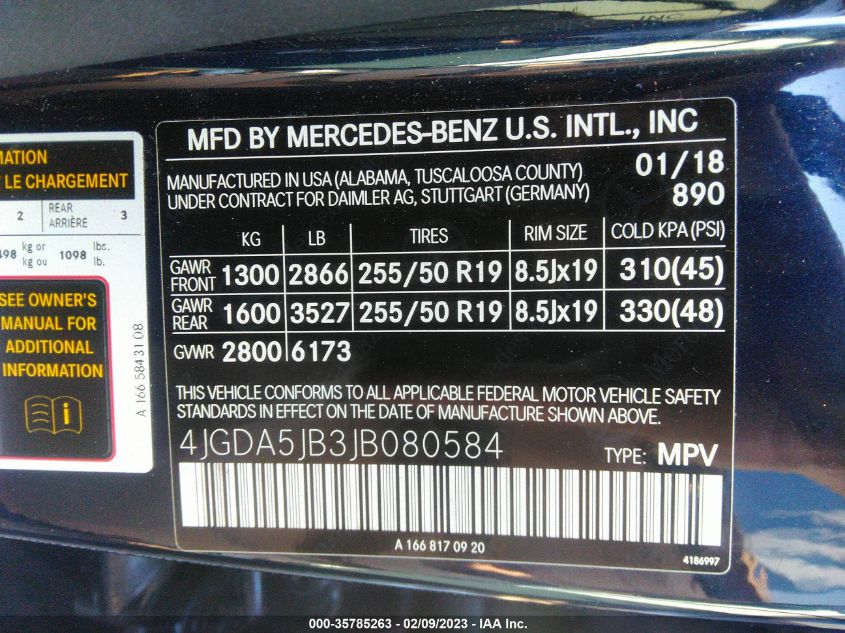 MATION
LE CHARGEMENT
2 REAR ARRIÈRE 3
498 kg or kg ou 1098 lbs. lb.
SEE OWNER'S
MANUAL FOR
ADDITIONAL
INFORMATION
A 166 584 31 08
MFD BY MERCEDES-BENZ U.S. INTL., INC
MANUFACTURED IN USA (ALABAMA, TUSCALOOSA COUNTY) 01/18
UNDER CONTRACT FOR DAIMLER AG, STUTTGART (GERMANY) 890
KG LB TIRES RIM SIZE COLD KPA (PSI)
GAWR FRONT 1300 2866 255/50 R19 8.5Jx19 310(45)
GAWR REAR 1600 3527 255/50 R19 8.5Jx19 330(48)
GVWR 2800 6173
THIS VEHICLE CONFORMS TO ALL APPLICABLE FEDERAL MOTOR VEHICLE SAFETY
STANDARDS IN EFFECT ON THE DATE OF MANUFACTURE SHOWN ABOVE.
4JGDA5JB3JB080584 TYPE: MPV
A 166 817 09 20
4186997
000-35785263 - 02/09/2023 - IAA Inc.